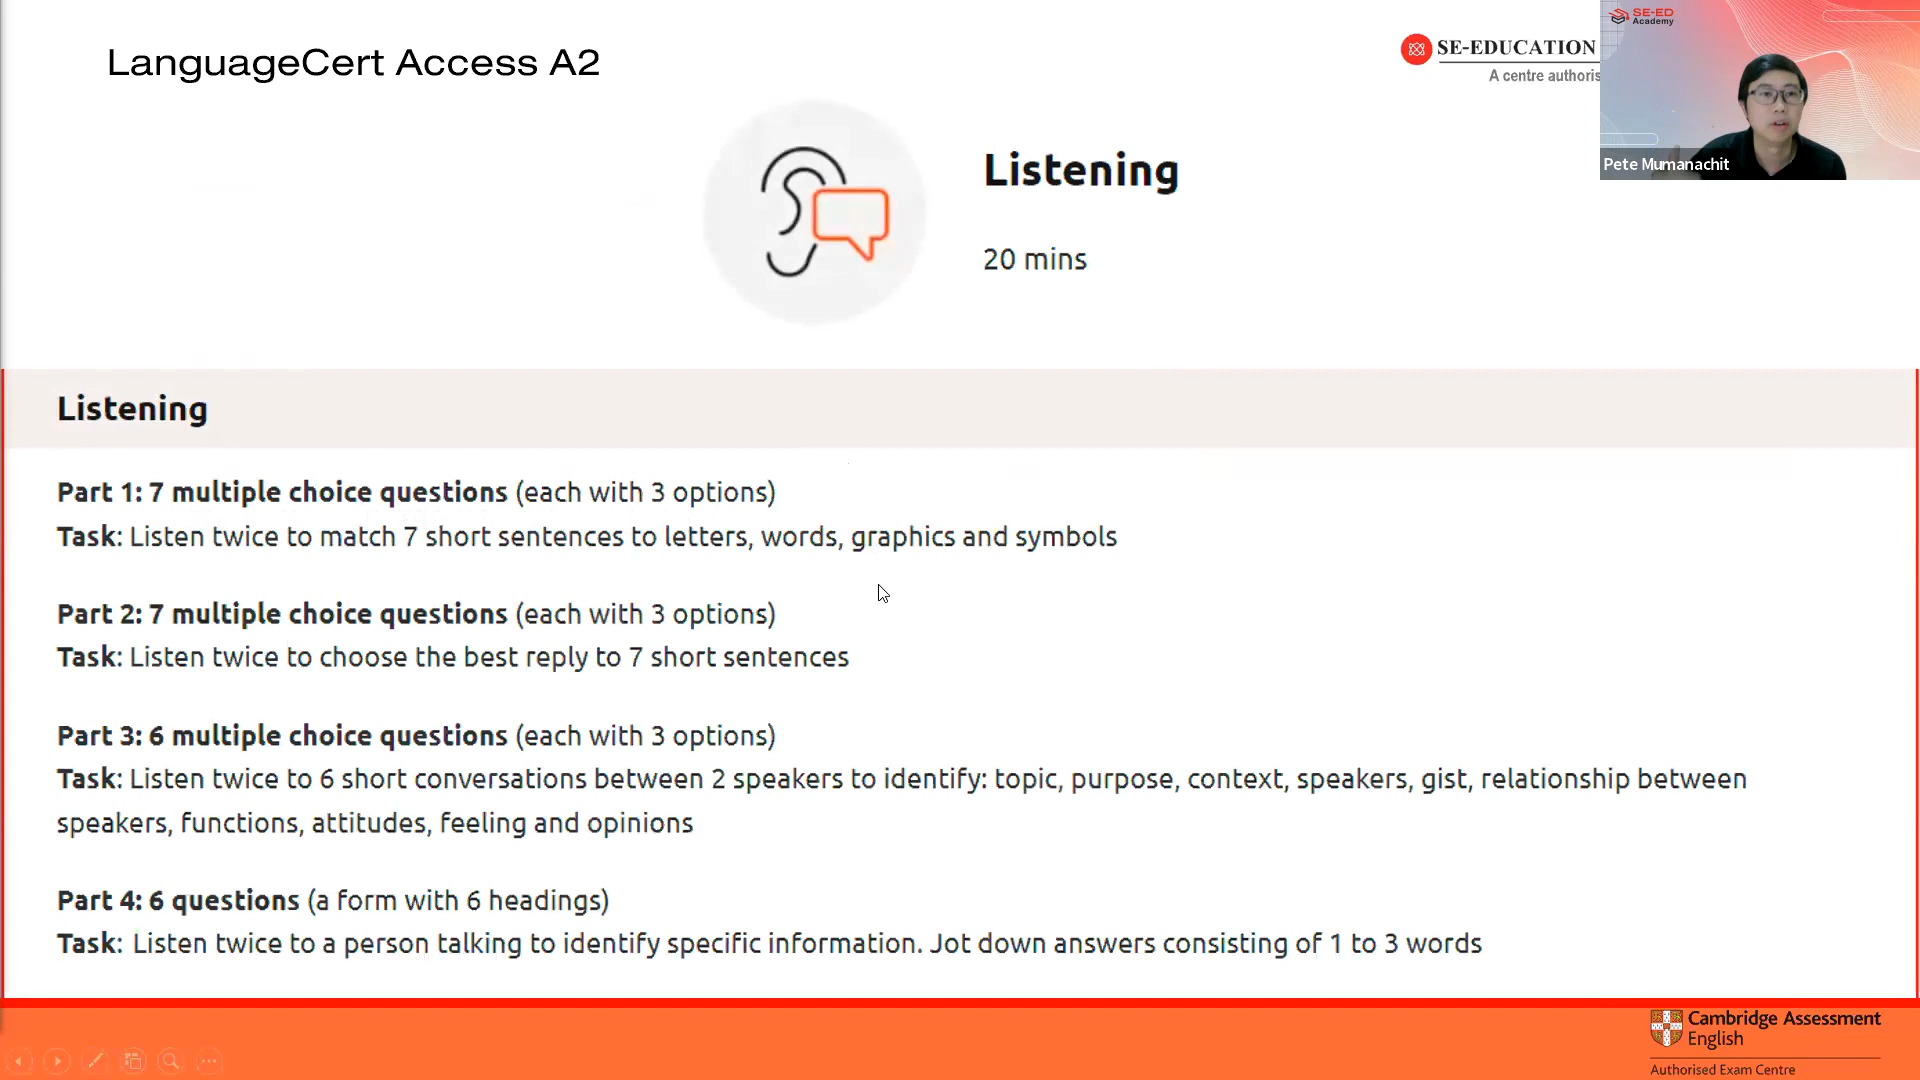 LanguageCert Access A2
SE-EDUCATION
A centre authoris
SE-ED
Academy
Pete Mumanachit
Listening
20 mins
Listening
Part 1: 7 multiple choice questions (each with 3 options)
Task: Listen twice to match 7 short sentences to letters, words, graphics and symbols
Part 2: 7 multiple choice questions (each with 3 options)
Task: Listen twice to choose the best reply to 7 short sentences
Part 3: 6 multiple choice questions (each with 3 options)
Task: Listen twice to 6 short conversations between 2 speakers to identify: topic, purpose, context, speakers, gist, relationship between
speakers, functions, attitudes, feeling and opinions
Part 4: 6 questions (a form with 6 headings)
Task: Listen twice to a person talking to identify specific information. Jot down answers consisting of 1 to 3 words
Cambridge Assessment
English
Authorised Exam Centre